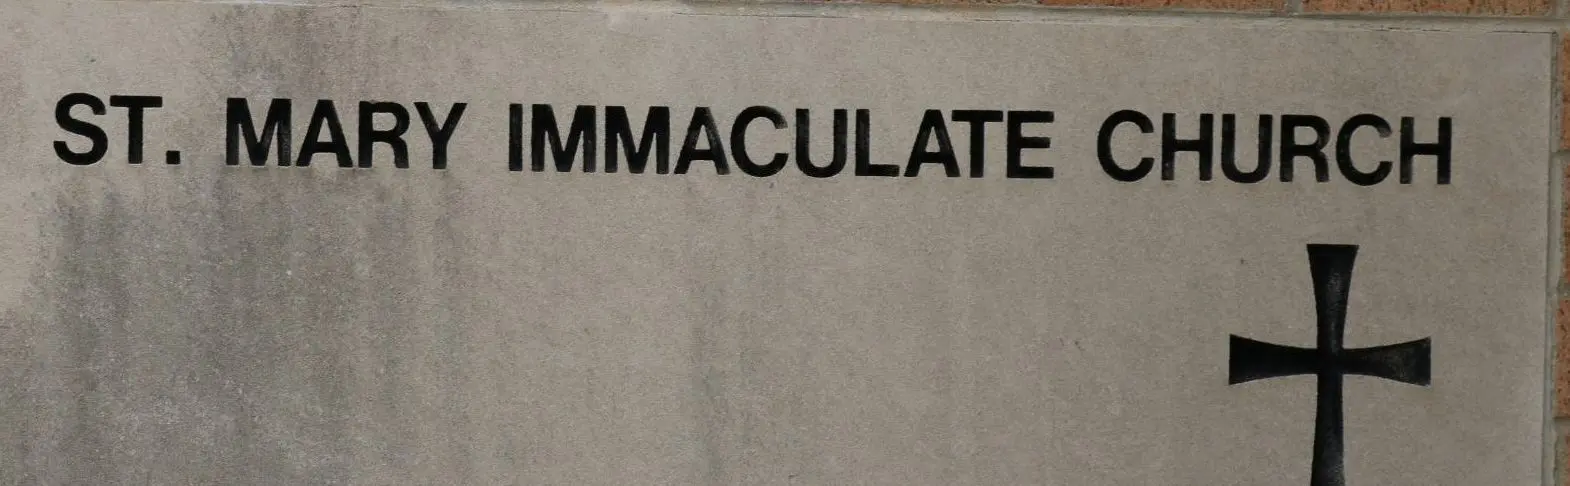 ST. MARY IMMACULATE CHURCH